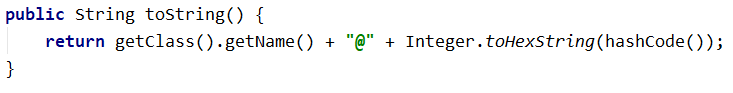 public String toString() {
    return getClass().getName() + "@" + Integer.toHexString(hashCode());
}